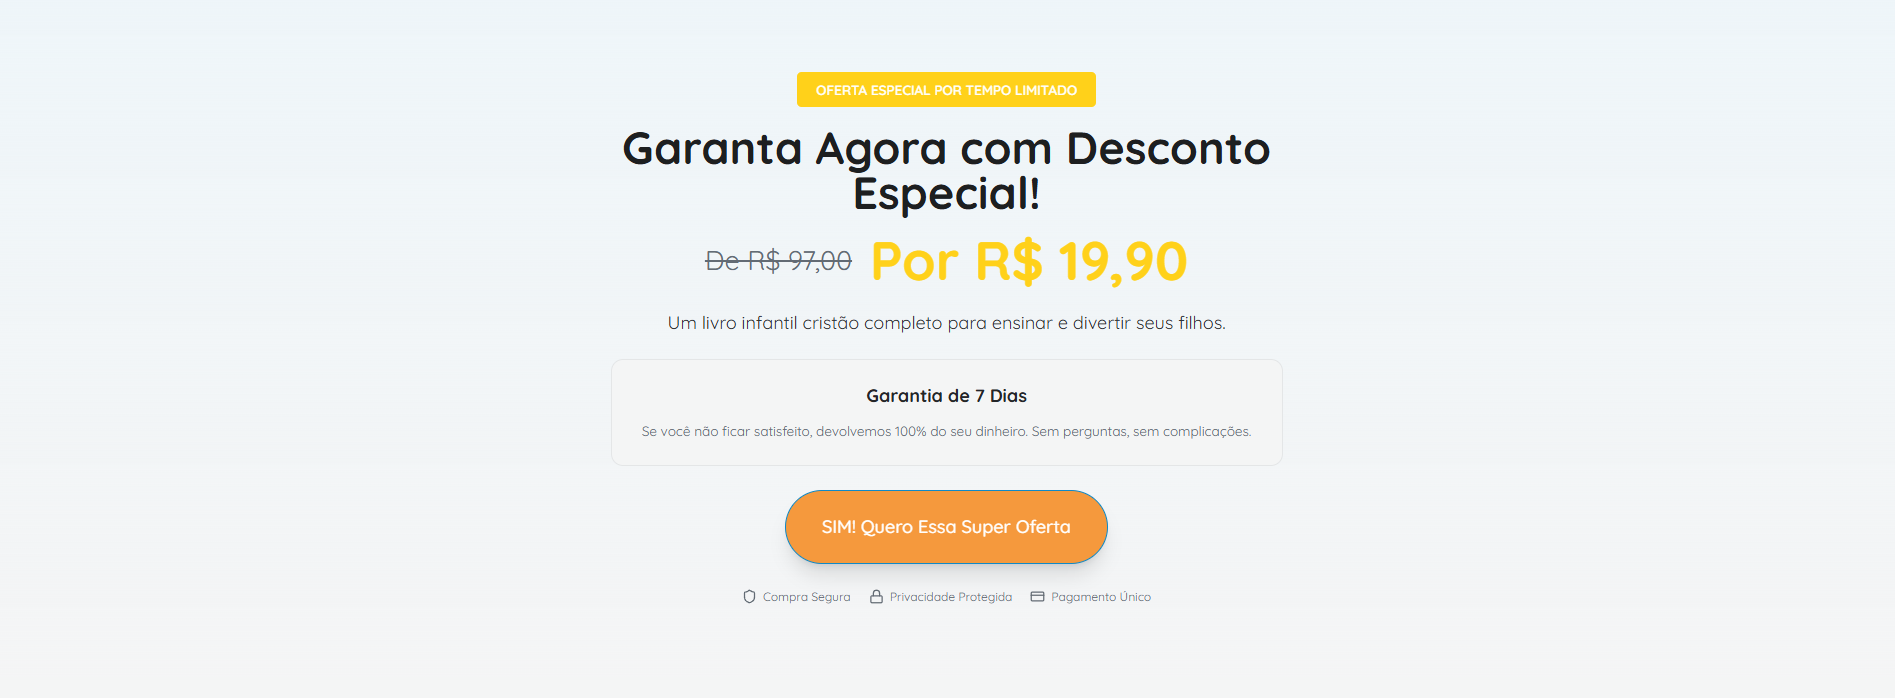 OFERTA ESPECIAL POR TEMPO LIMITADO
Garanta Agora com Desconto
Especial!
De R$ 97,00 Por R$ 19,90
Um livro infantil cristão completo para ensinar e divertir seus filhos.
Garantia de 7 Dias
Se você não ficar satisfeito, devolvemos 100% do seu dinheiro. Sem perguntas, sem complicações.
SIM! Quero Essa Super Oferta
Compra Segura Privacidade Protegida Pagamento Único